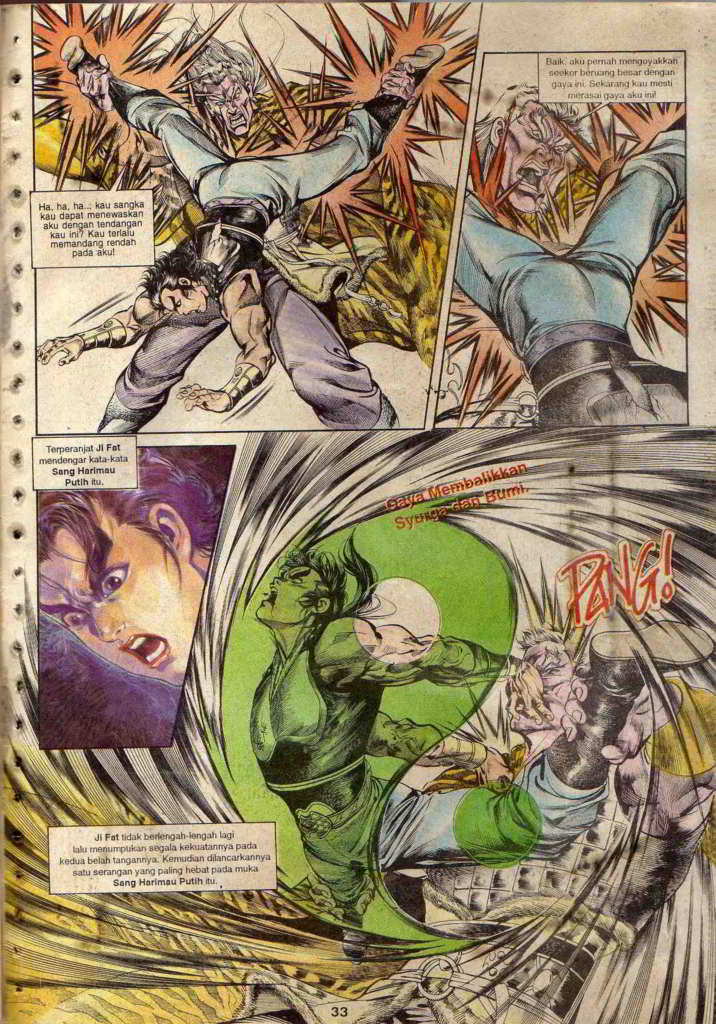 Ha, ha, ha... kau sangka
kau dapat menewaskan
aku dengan tendangan
kau ini? Kau terlalu
memandang rendah
pada aku!
Baik, aku pernah mengoyakkan
seekor beruang besar dengan
gaya ini. Sekarang kau mesti
merasai gaya aku ini!
Terperanjat Ji Fat
mendengar kata-kata
Sang Harimau
Putih itu.
Gaya Membalikkan
Syurga dan Bumi.
PANG!
Ji Fat tidak berlengah-lengah lagi
lalu menumpukan segala kekuatannya pada
kedua belah tangannya. Kemudian dilancarkannya
satu serangan yang paling hebat pada muka
Sang Harimau Putih itu.
33